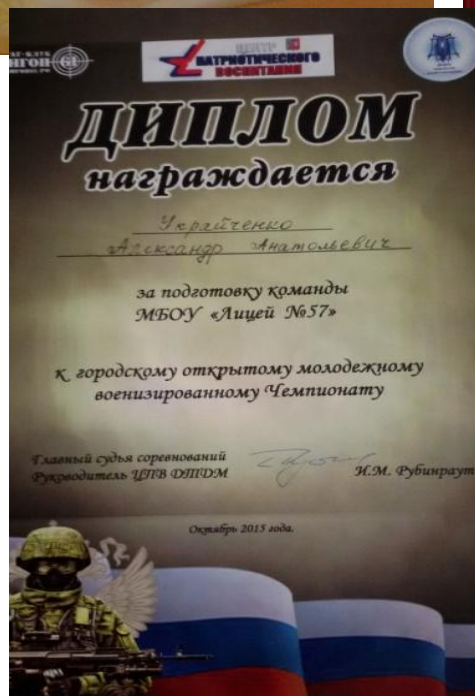 ЦЕНТР
ПАТРИОТИЧЕСКОГО
ВОСПИТАНИЯ
ДИПЛОМ
награждается
Украйченко
Александр Анатольевич
за подготовку команды
МБОУ «Лицей №57»
к городскому открытому молодежному
военизированному Чемпионату
Главный судья соревнований
Руководитель ЦПВ ДТДМ
И.М. Рубинраут
Октябрь 2015 года.